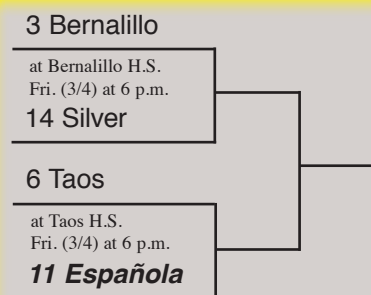 3 Bernalillo
at Bernalillo H.S.
Fri. (3/4) at 6 p.m.
14 Silver
6 Taos
at Taos H.S.
Fri. (3/4) at 6 p.m.
11 Española